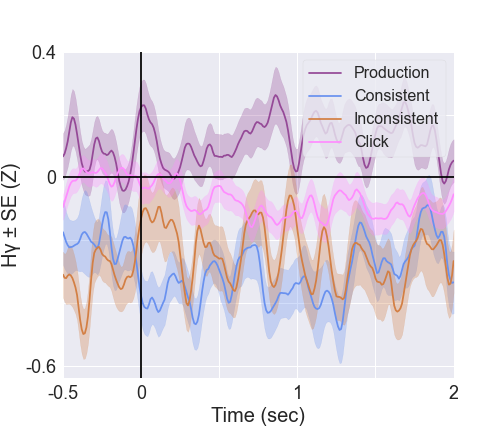 0.4
Production
Consistent
Inconsistent
Click
0
Hγ ± SE (Z)
-0.6
-0.5
0
1
2
Time (sec)